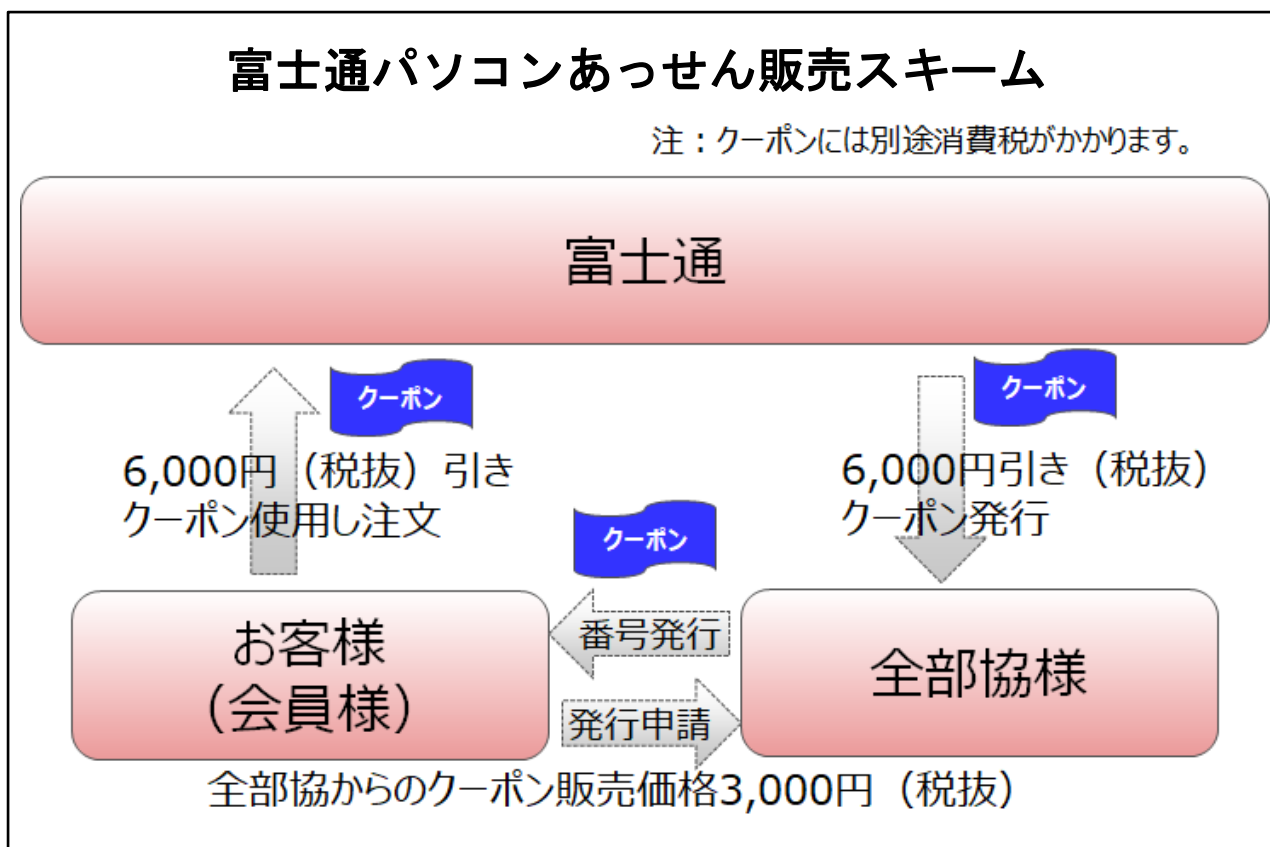 富士通パソコンあっせん販売スキーム
注：クーポンには別途消費税がかかります。
富士通
クーポン
クーポン
6,000円（税抜）引き
クーポン使用し注文
6,000円引き（税抜）
クーポン発行
クーポン
お客様
（会員様）
番号発行
発行申請
全部協様
全部協からのクーポン販売価格3,000円（税抜）